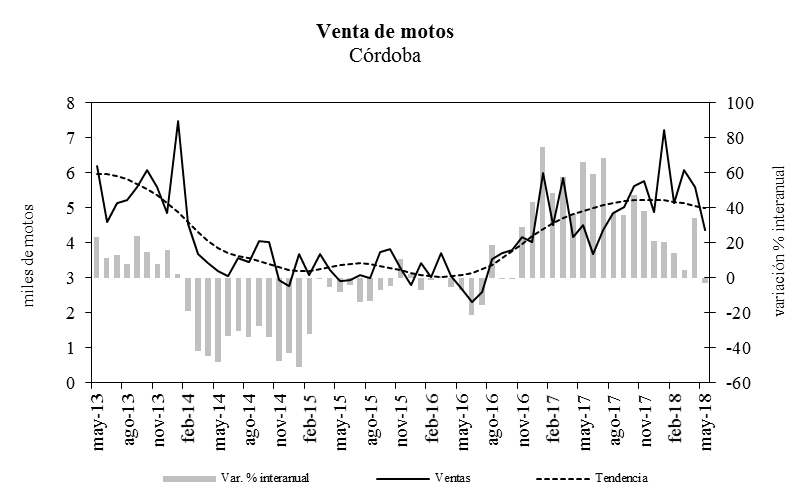 Venta de motos
Córdoba
miles de motos
8
7
6
5
4
3
2
1
0
100
80
60
40
20
0
-20
-40
-60
variación % interanual
may-13
ago-13
nov-13
feb-14
may-14
ago-14
nov-14
feb-15
may-15
ago-15
nov-15
feb-16
may-16
ago-16
nov-16
feb-17
may-17
ago-17
nov-17
feb-18
may-18
Var. % interanual
Ventas
Tendencia